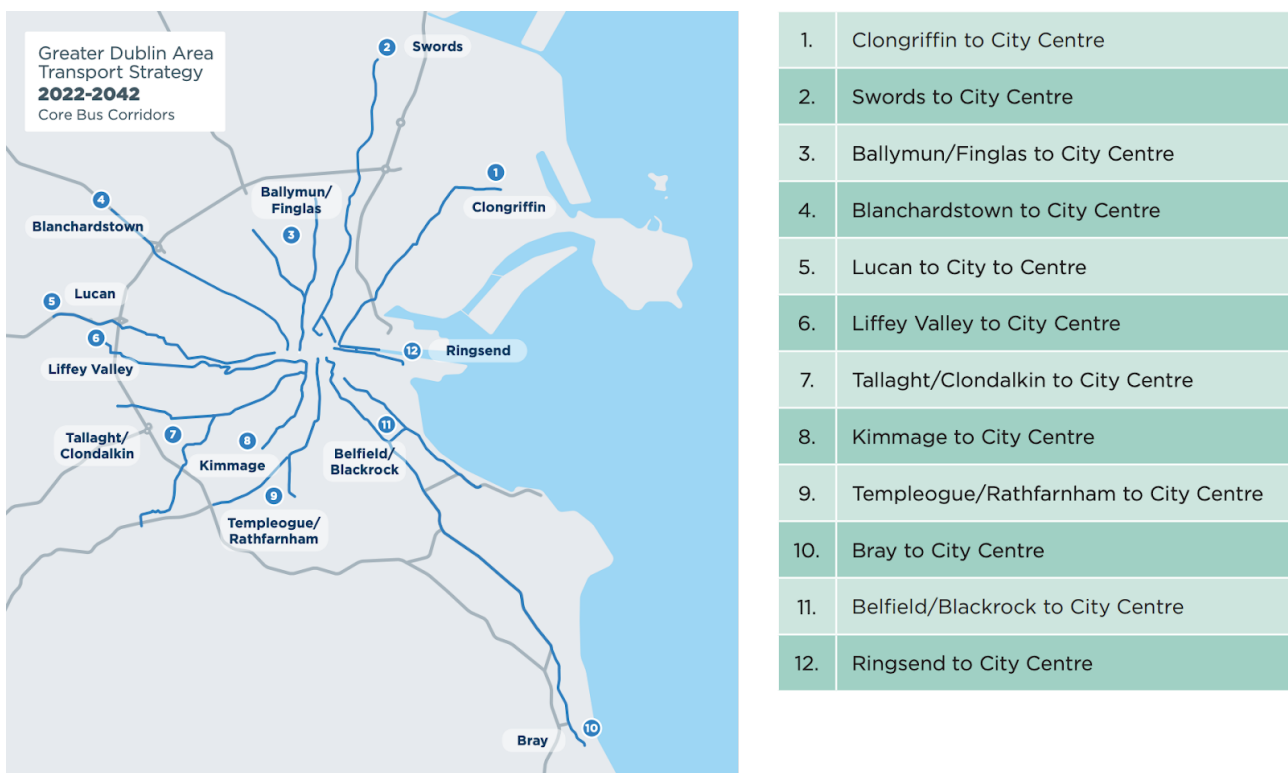 Greater Dublin Area
Transport Strategy
2022-2042
Core Bus Corridors
2 Swords
1
Clongriffin
Ballymun/
Finglas
3
4
Blanchardstown
Lucan
5
6
Liffey Valley
12 Ringsend
7
Tallaght/
Clondalkin
8
Kimmage
11
Belfield/
Blackrock
9
Templeogue/
Rathfarnham
10
Bray
1. Clongriffin to City Centre
2. Swords to City Centre
3. Ballymun/Finglas to City Centre
4. Blanchardstown to City Centre
5. Lucan to City to Centre
6. Liffey Valley to City Centre
7. Tallaght/Clondalkin to City Centre
8. Kimmage to City Centre
9. Templeogue/Rathfarnham to City Centre
10. Bray to City Centre
11. Belfield/Blackrock to City Centre
12. Ringsend to City Centre